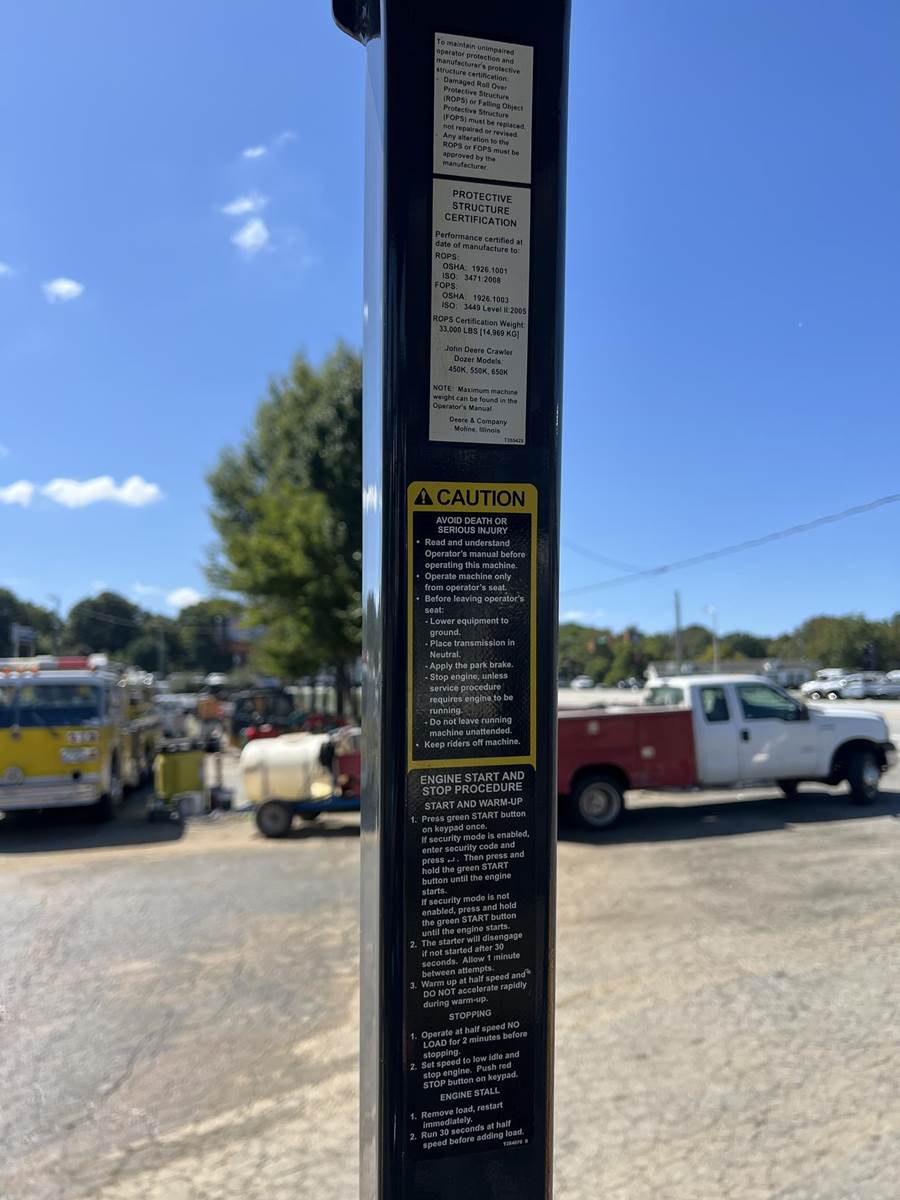 To maintain unimpaired
operator protection and
manufacturer's protective
structure certification:
- Damaged Roll Over
Protective Structure
(ROPS) or Falling Object
Protective Structure
(FOPS) must be replaced,
not repaired or revised.
- Any alteration to the
ROPS or FOPS must be
approved by the
manufacturer.
PROTECTIVE
STRUCTURE
CERTIFICATION
Performance certified at
date of manufacture to:
ROPS:
OSHA: 1926.1001
ISO: 3471:2008
FOPS:
OSHA: 1926.1003
ISO: 3449 Level II:2005
ROPS Certification Weight:
33,000 LBS [14,969 KG]
John Deere Crawler
Dozer Models:
450K, 550K, 650K
NOTE: Maximum machine
weight can be found in the
Operator's Manual
Deere & Company
Moline, Illinois
CAUTION
AVOID DEATH OR
SERIOUS INJURY
• Read and understand
Operator's manual before
operating this machine.
• Operate machine only
from operator's seat.
• Before leaving operator's
seat:
- Lower equipment to
ground.
- Place transmission in
Neutral.
- Apply the park brake.
- Stop engine, unless
service procedure
requires engine to be
running.
- Do not leave running
machine unattended.
• Keep riders off machine.
ENGINE START AND
STOP PROCEDURE
START AND WARM-UP
1. Press green START button
on keypad once.
If security mode is enabled,
enter security code and
press ↵. Then press and
hold the green START
button until the engine
starts.
If security mode is not
enabled, press and hold
the green START button
until the engine starts.
2. The starter will disengage
if not started after 30
seconds. Allow 1 minute
between attempts.
3. Warm up at half speed and
DO NOT accelerate rapidly
during warm-up.
STOPPING
1. Operate at half speed NO
LOAD for 2 minutes before
stopping.
2. Set speed to low idle and
stop engine. Push red
STOP button on keypad.
ENGINE STALL
1. Remove load, restart
immediately.
2. Run 30 seconds at half
speed before adding load.